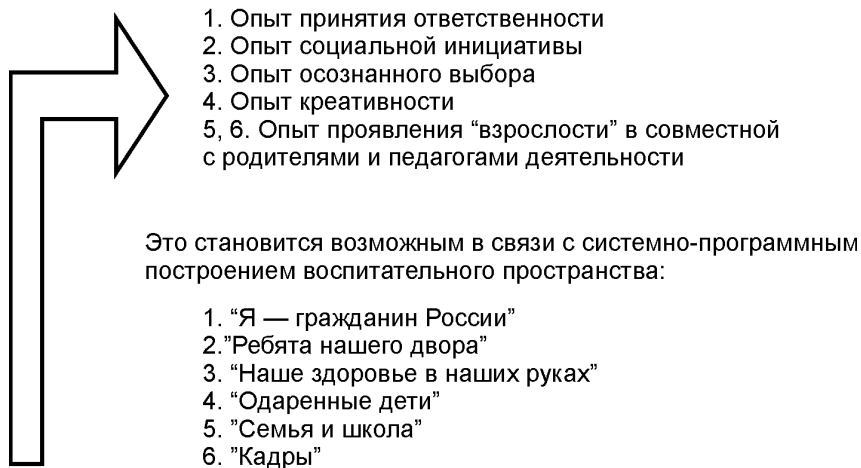 1. Опыт принятия ответственности
2. Опыт социальной инициативы
3. Опыт осознанного выбора
4. Опыт креативности
5, 6. Опыт проявления “взрослости” в совместной
с родителями и педагогами деятельности
Это становится возможным в связи с системно-программным
построением воспитательного пространства:
1. “Я — гражданин России”
2.”Ребята нашего двора”
3. “Наше здоровье в наших руках”
4. “Одаренные дети”
5. ”Семья и школа”
6. ”Кадры”